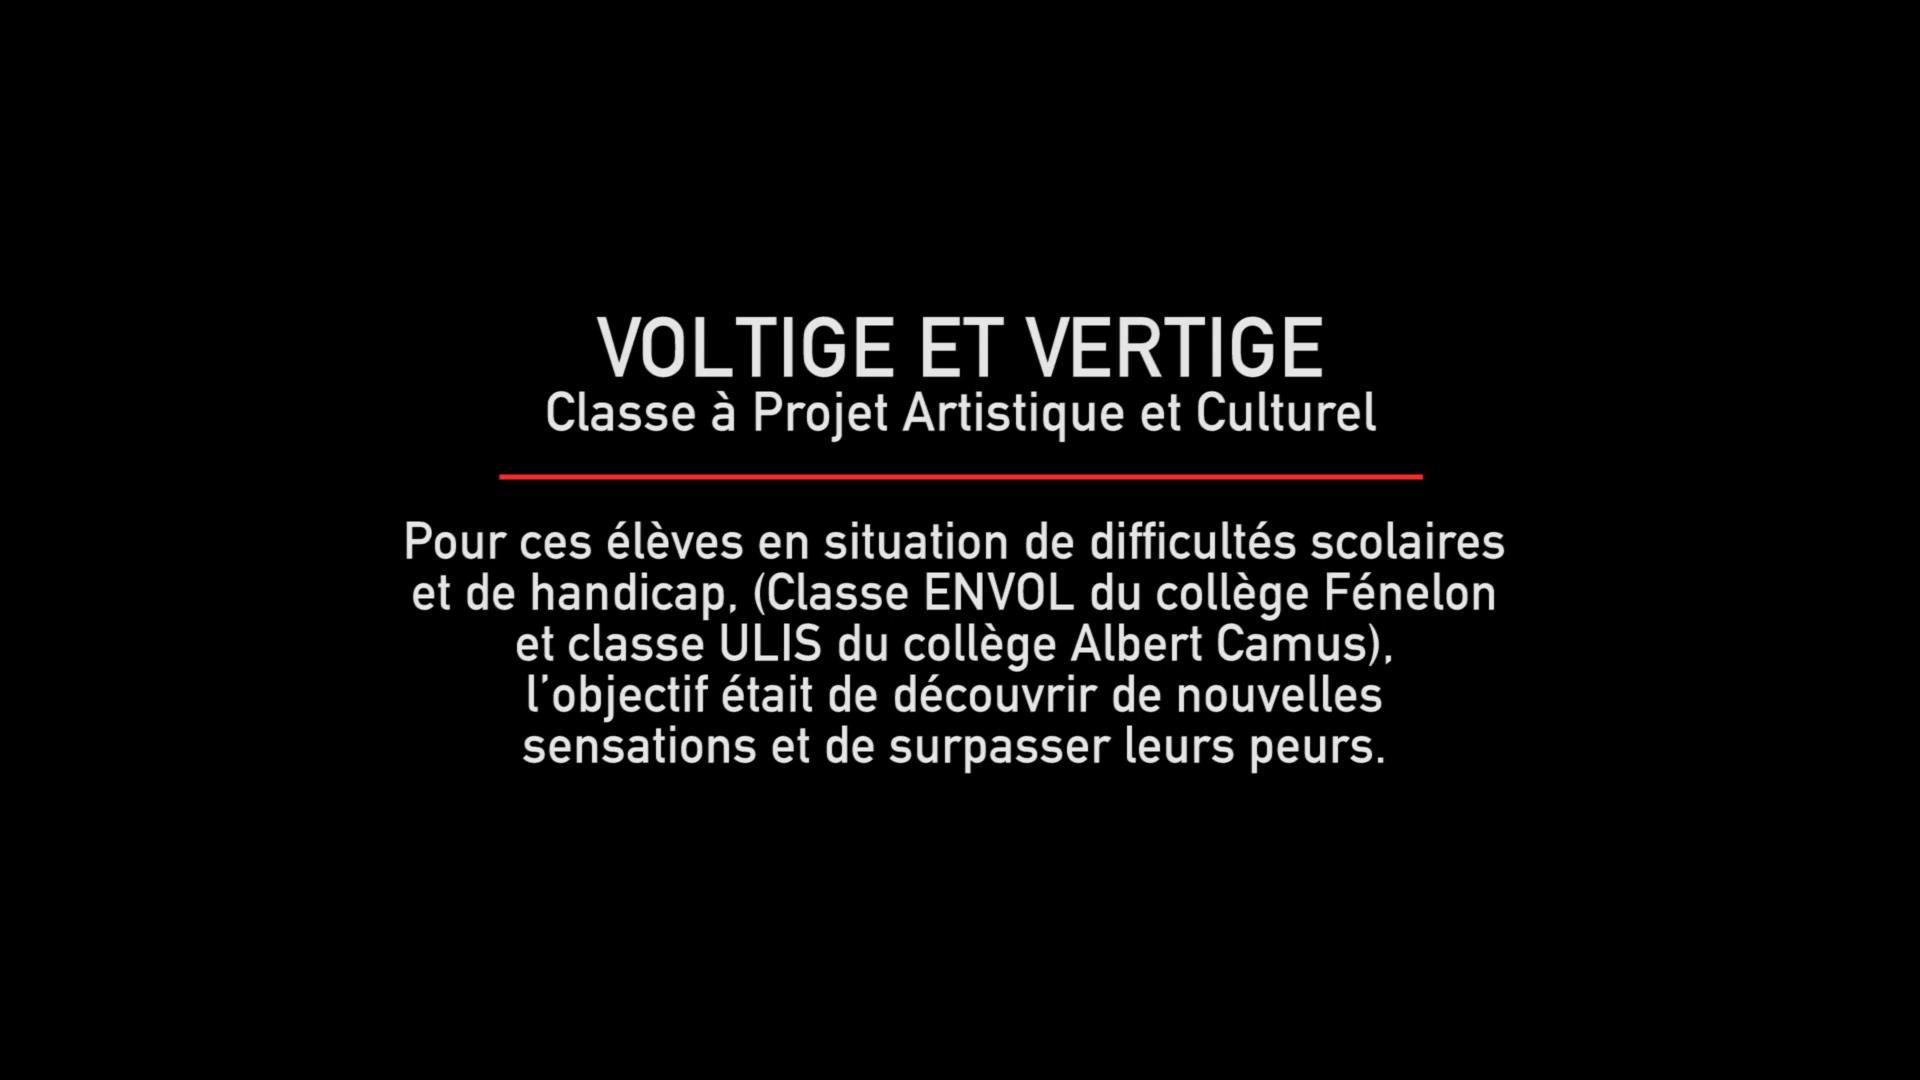 VOLTIGE ET VERTIGE
Classe à Projet Artistique et Culturel
Pour ces élèves en situation de difficultés scolaires
et de handicap, (Classe ENVOL du collège Fénelon
et classe ULIS du collège Albert Camus),
l’objectif était de découvrir de nouvelles
sensations et de surpasser leurs peurs.